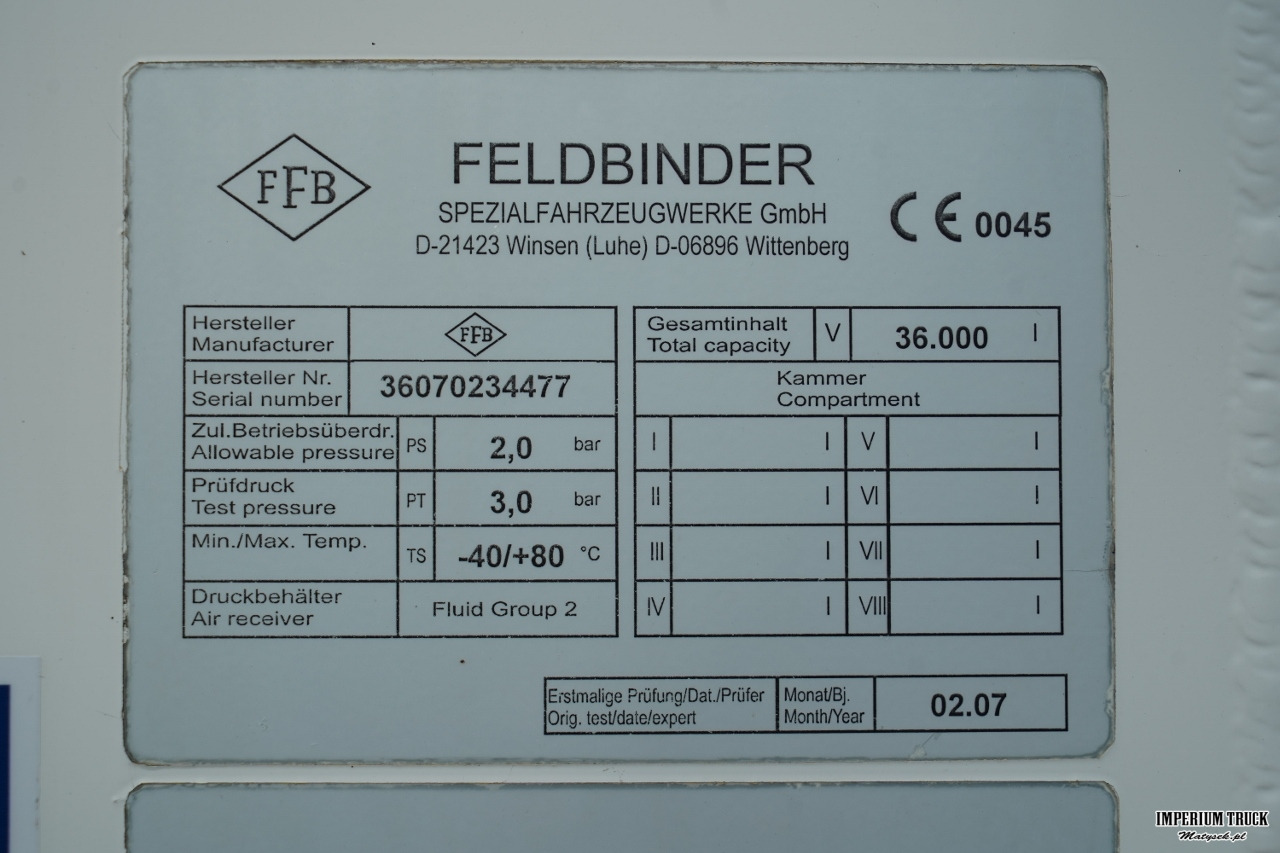 FFB
FELDBINDER
SPEZIALFAHRZEUGWERKE GmbH
D-21423 Winsen (Luhe) D-06896 Wittenberg
CE 0045
Hersteller
Manufacturer
FFB
Hersteller Nr.
Serial number
36070234477
Zul.Betriebsüberdr.
Allowable pressure
PS
2,0 bar
Prüfdruck
Test pressure
PT
3,0 bar
Min./Max. Temp.
TS
-40/+80 °C
Druckbehälter
Air receiver
Fluid Group 2
Gesamtinhalt
Total capacity
V
36.000 l
Kammer
Compartment
I l V l
II l VI l
III l VII l
IV l VIII l
Erstmalige Prüfung/Dat./Prüfer
Orig. test/date/expert
Monat/Bj.
Month/Year
02.07
IMPERIUM TRUCK
Matysek.pl